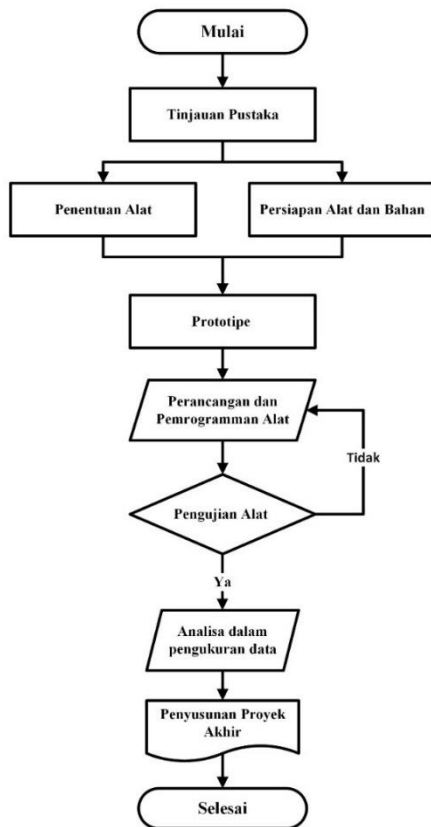 Mulai
Tinjauan Pustaka
Penentuan Alat
Persiapan Alat dan Bahan
Prototipe
Perancangan dan
Pemrogramman Alat
Tidak
Pengujian Alat
Ya
Analisa dalam
pengukuran data
Penyusunan Proyek
Akhir
Selesai